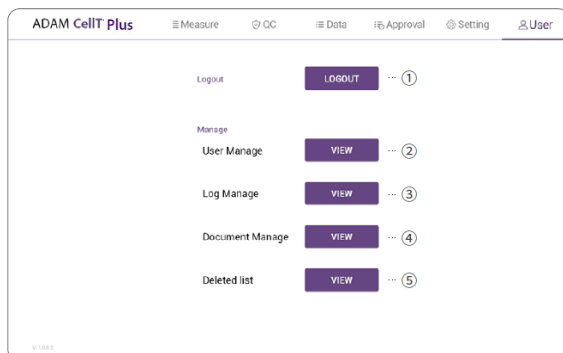 ADAM CellT Plus Measure QC Data Approval Setting User
Logout LOGOUT ··· ①
Manage
User Manage VIEW ··· ②
Log Manage VIEW ··· ③
Document Manage VIEW ··· ④
Deleted list VIEW ··· ⑤